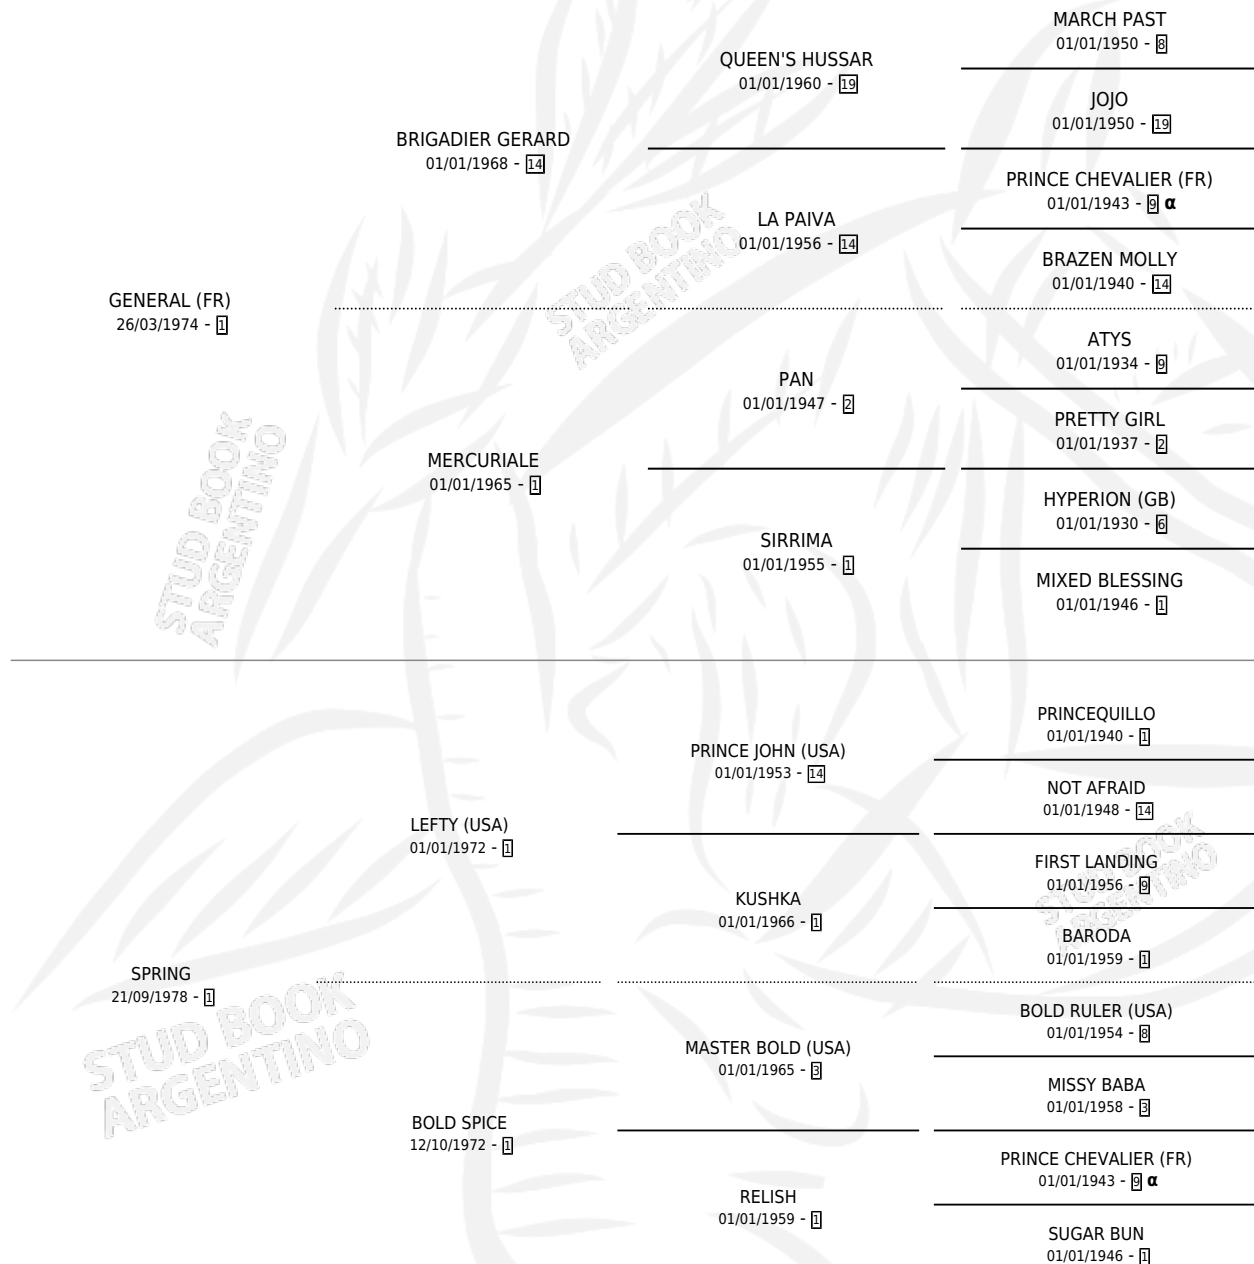 MARCH PAST
01/01/1950 - 8
QUEEN'S HUSSAR
01/01/1960 - 19
JOJO
01/01/1950 - 19
BRIGADIER GERARD
01/01/1968 - 14
PRINCE CHEVALIER (FR)
01/01/1943 - 9 α
LA PAIVA
01/01/1956 - 14
BRAZEN MOLLY
01/01/1940 - 14
GENERAL (FR)
26/03/1974 - 1
ATYS
01/01/1934 - 9
PAN
01/01/1947 - 2
PRETTY GIRL
01/01/1937 - 2
MERCURIALE
01/01/1965 - 1
HYPERION (GB)
01/01/1930 - 6
SIRRIMA
01/01/1955 - 1
MIXED BLESSING
01/01/1946 - 1
PRINCEQUILLO
01/01/1940 - 1
PRINCE JOHN (USA)
01/01/1953 - 14
NOT AFRAID
01/01/1948 - 14
LEFTY (USA)
01/01/1972 - 1
FIRST LANDING
01/01/1956 - 9
KUSHKA
01/01/1966 - 1
BARODA
01/01/1959 - 1
SPRING
21/09/1978 - 1
BOLD RULER (USA)
01/01/1954 - 8
MASTER BOLD (USA)
01/01/1965 - 3
MISSY BABA
01/01/1958 - 3
BOLD SPICE
12/10/1972 - 1
PRINCE CHEVALIER (FR)
01/01/1943 - 9 α
RELISH
01/01/1959 - 1
SUGAR BUN
01/01/1946 - 1
STUD BOOK
ARGENTINO
STUD BOOK
ARGENTINO
STUD BOOK
ARGENTINO
STUD BOOK
ARGENTINO